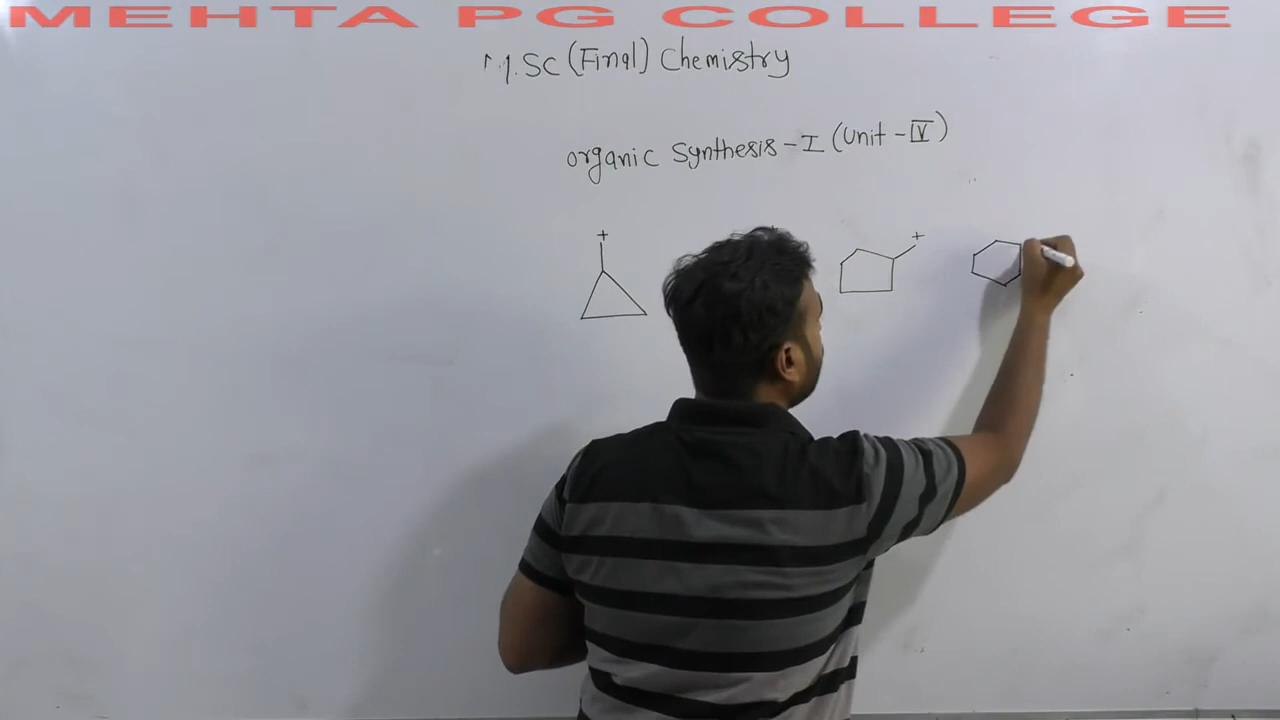 MEHTA PG COLLEGE
M.SC (Final) Chemistry
organic Synthesis - I (Unit - IV)
+ + +